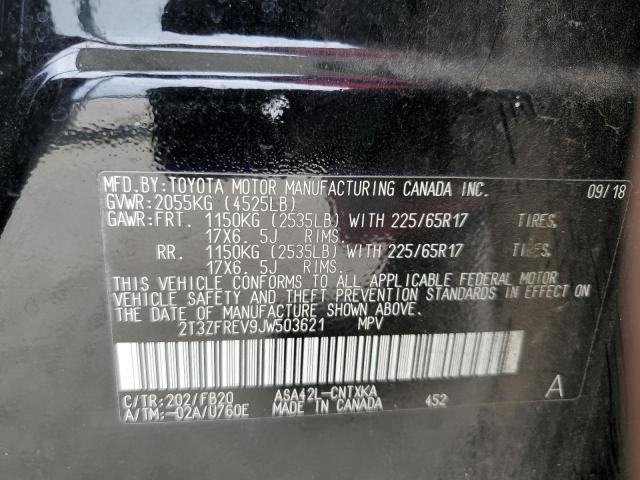 MFD.BY:TOYOTA MOTOR MANUFACTURING CANADA INC. 09/18
GVWR:2055KG (4525LB)
GAWR:FRT. 1150KG (2535LB) WITH 225/65R17 TIRES,
17X6. 5J RIMS.
RR. 1150KG (2535LB) WITH 225/65R17 TIRES,
17X6. 5J RIMS.
THIS VEHICLE CONFORMS TO ALL APPLICABLE FEDERAL MOTOR
VEHICLE SAFETY AND THEFT PREVENTION STANDARDS IN EFFECT
ON THE DATE OF MANUFACTURE SHOWN ABOVE.
2T3ZFREV9JW503621 MPV
C/TR:202/FB20 ASA42L-CNTXKA A
A/TM:-02A/U760E MADE IN CANADA 452